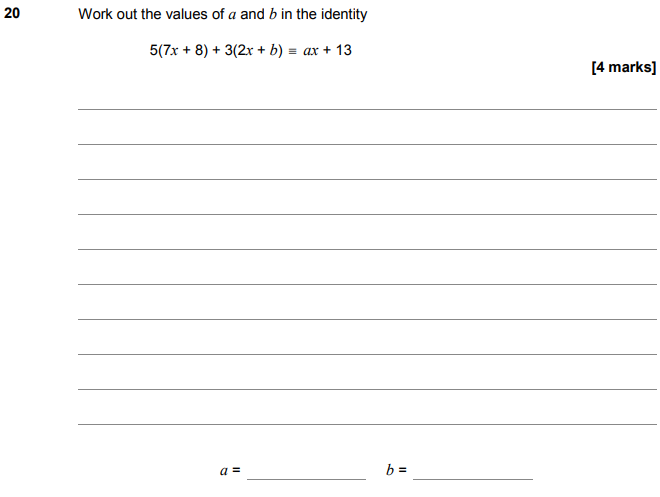 20 Work out the values of a and b in the identity
5(7x + 8) + 3(2x + b) ≡ ax + 13
[4 marks]
a = b =